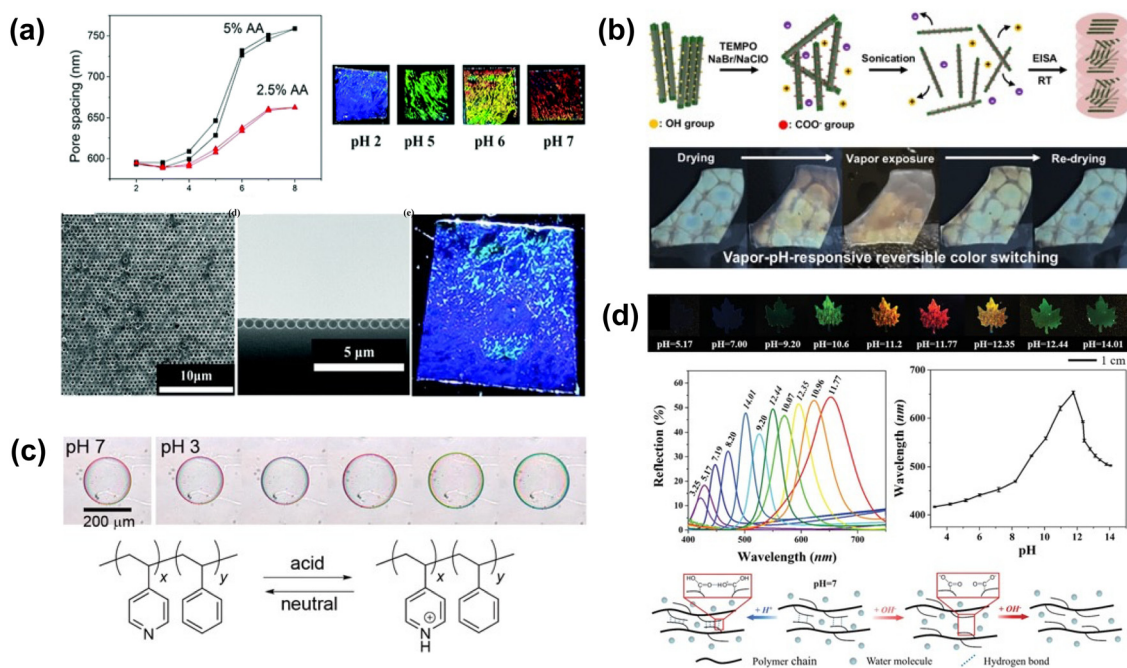 (a)
Pore spacing (nm)
750
700
650
600
5% AA
2.5% AA
2 4 6 8
pH 2 pH 5 pH 6 pH 7
(d)
(e)
10μm
5 μm
(b)
TEMPO
NaBr/NaClO
Sonication
EISA
RT
: OH group
: COO⁻ group
Drying Vapor exposure Re-drying
Vapor-pH-responsive reversible color switching
(c)
pH 7
pH 3
200 μm
x y
acid
neutral
x y
N
N
H
(d)
pH=5.17 pH=7.00 pH=9.20 pH=10.6 pH=11.2 pH=11.77 pH=12.35 pH=12.44 pH=14.01
1 cm
Reflection (%)
60
50
40
30
20
10
0
3.25
5.17
7.19
8.20
14.01
9.20
12.44
10.07
12.35
10.96
11.77
400 500 600 700
Wavelength (nm)
Wavelength (nm)
700
600
500
400
4 6 8 10 12 14
pH
pH=7
+ H⁺
+ OH⁻
+ OH⁻
Polymer chain
Water molecule
Hydrogen bond